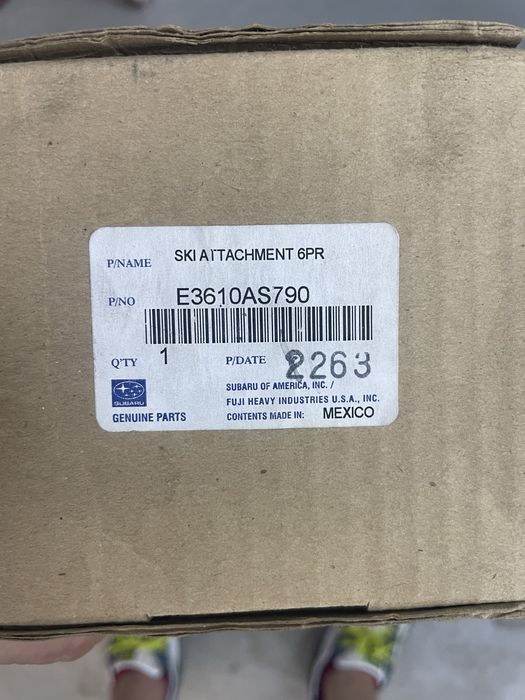 P/NAME SKI ATTACHMENT 6PR
P/NO E3610AS790
Q'TY 1 P/DATE 2263
SUBARU
GENUINE PARTS
SUBARU OF AMERICA, INC. /
FUJI HEAVY INDUSTRIES U.S.A., INC.
CONTENTS MADE IN: MEXICO